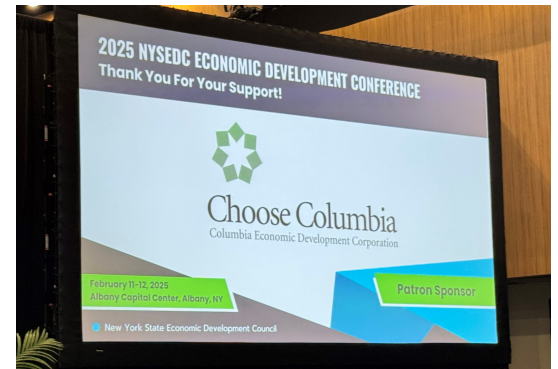 2025 NYSEDC ECONOMIC DEVELOPMENT CONFERENCE
Thank You For Your Support!
Choose Columbia
Columbia Economic Development Corporation
February 11-12, 2025
Albany Capital Center, Albany, NY
Patron Sponsor
New York State Economic Development Council